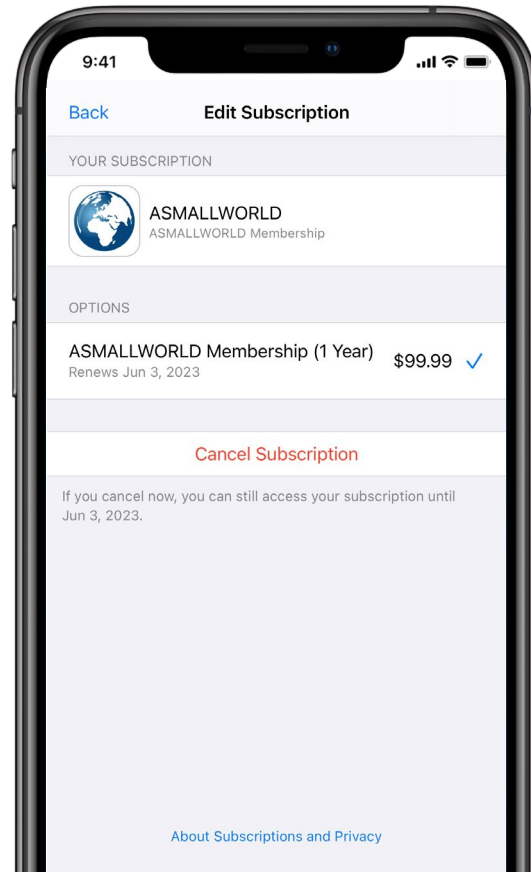 9:41
Back
Edit Subscription
YOUR SUBSCRIPTION
ASMALLWORLD
ASMALLWORLD Membership
OPTIONS
ASMALLWORLD Membership (1 Year)
$99.99
Renews Jun 3, 2023
Cancel Subscription
If you cancel now, you can still access your subscription until
Jun 3, 2023.
About Subscriptions and Privacy